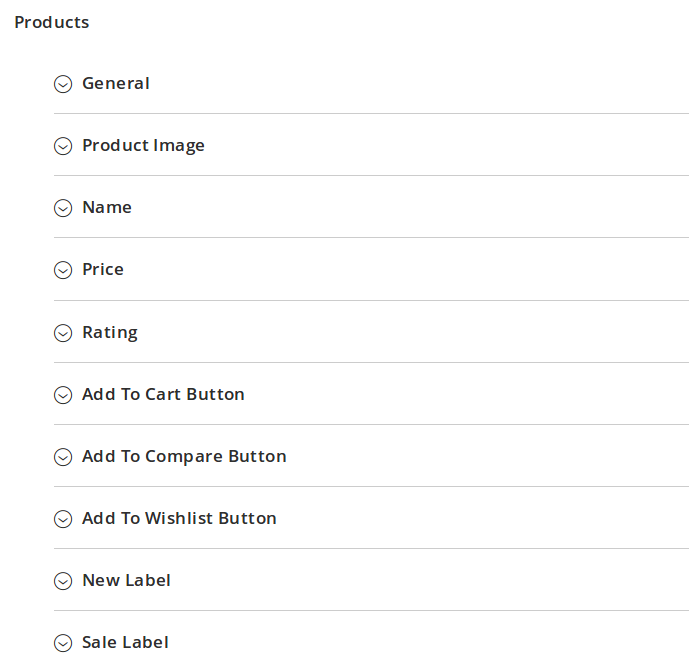 Products
General
Product Image
Name
Price
Rating
Add To Cart Button
Add To Compare Button
Add To Wishlist Button
New Label
Sale Label